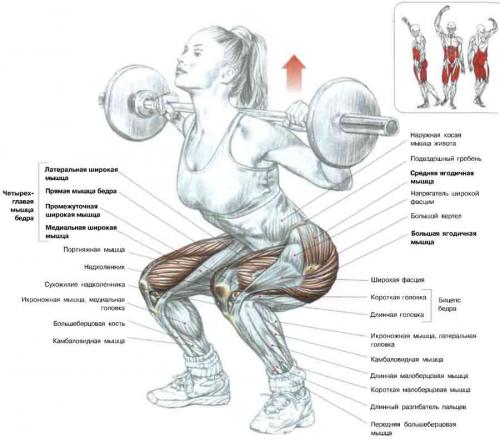 Латеральная широкая
мышца
Прямая мышца бедра
Промежуточная
широкая мышца
Медиальная широкая
мышца
Четырех-
главая
мышца
бедра
Портняжная мышца
Надколенник
Сухожилие надколенника
Икроножная мышца, медиальная
головка
Большеберцовая кость
Камбаловидная мышца
Наружная косая
мышца живота
Подвздошный гребень
Средняя ягодичная
мышца
Напрягатель широкой
фасции
Большой вертел
Большая ягодичная
мышца
Широкая фасция
Короткая головка
Длинная головка
Бицепс
бедра
Икроножная мышца, латеральная
головка
Камбаловидная мышца
Длинная малоберцовая мышца
Короткая малоберцовая мышца
Длинный разгибатель пальцев
Передняя большеберцовая
мышца